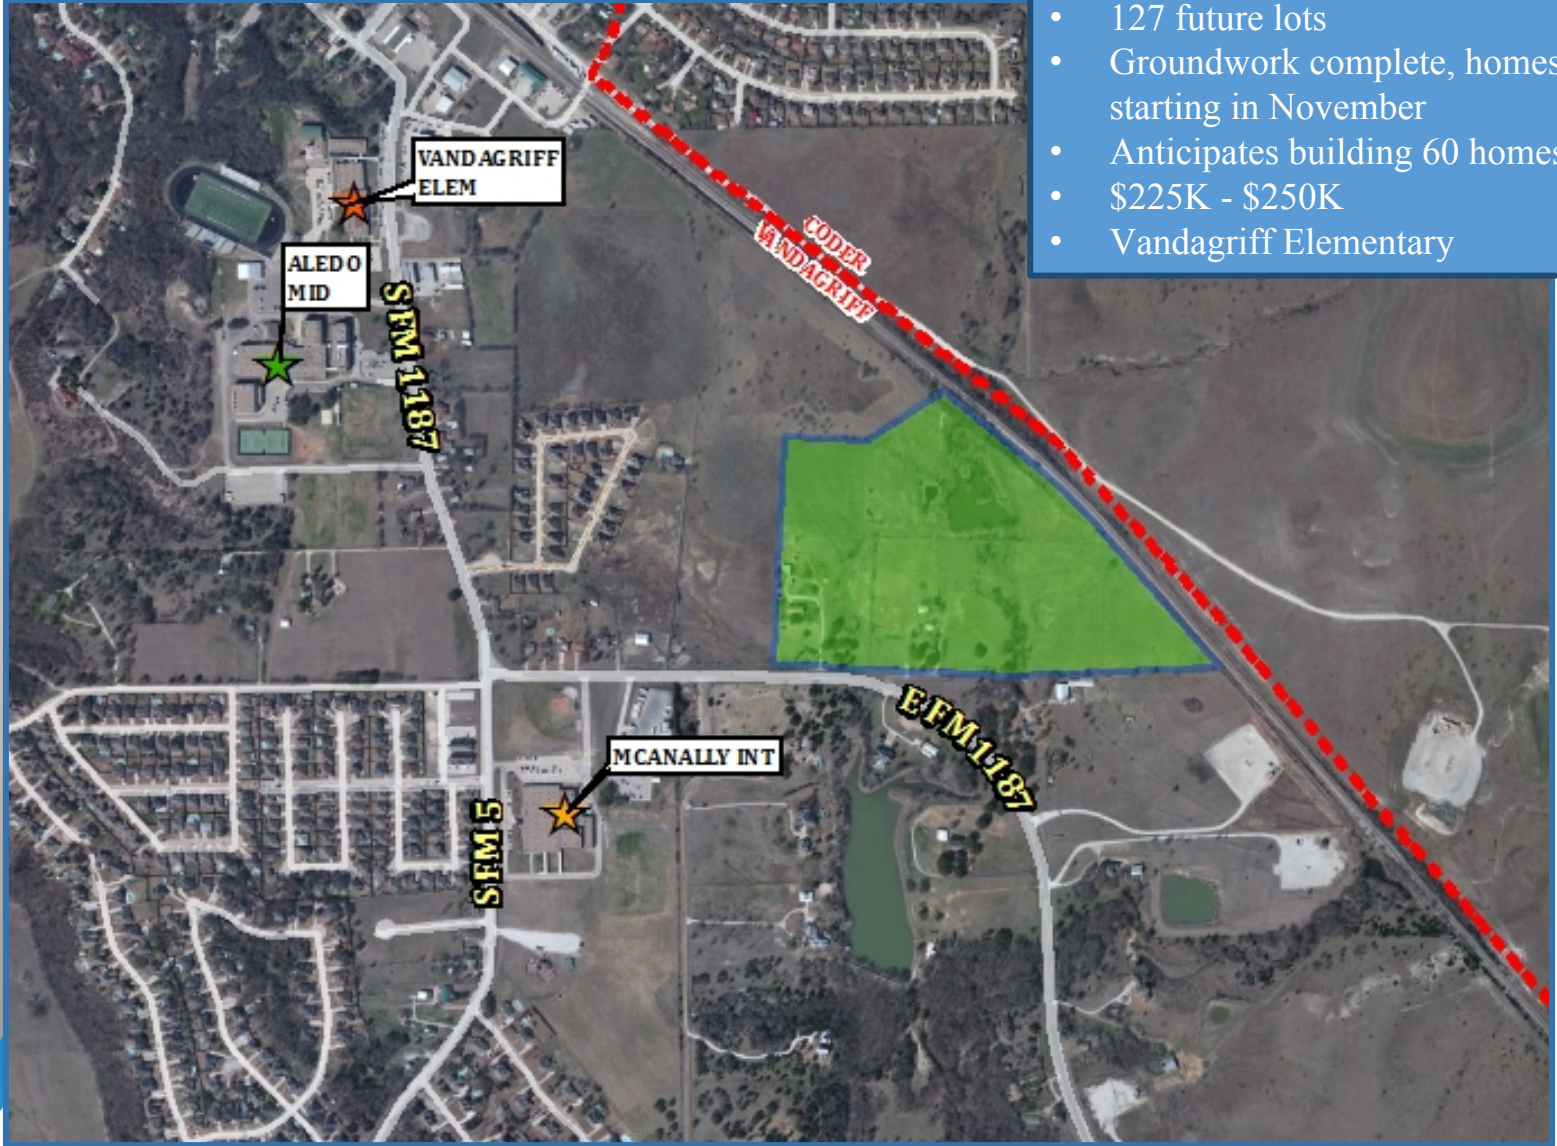 • 127 future lots
• Groundwork complete, homes
starting in November
• Anticipates building 60 homes
• $225K - $250K
• Vandagriff Elementary
VANDAGRIFF
ELEM
ALEDO
MID
S FM 1187
CODER
VANDAGRIFF
E FM 1187
MCANALLY INT
S FM 5